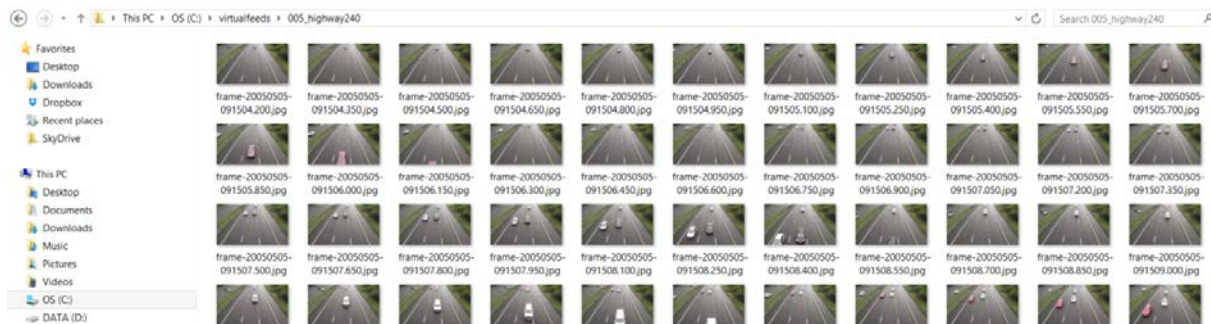 This PC ▸ OS (C:) ▸ virtualfeeds ▸ 005_highway240
Search 005_highway240
Favorites
Desktop
Downloads
Dropbox
Recent places
SkyDrive
This PC
Desktop
Documents
Downloads
Music
Pictures
Videos
OS (C:)
DATA (D:)
frame-20050505-
091504.200.jpg
frame-20050505-
091504.350.jpg
frame-20050505-
091504.500.jpg
frame-20050505-
091504.650.jpg
frame-20050505-
091504.800.jpg
frame-20050505-
091504.950.jpg
frame-20050505-
091505.100.jpg
frame-20050505-
091505.250.jpg
frame-20050505-
091505.400.jpg
frame-20050505-
091505.550.jpg
frame-20050505-
091505.700.jpg
frame-20050505-
091505.850.jpg
frame-20050505-
091506.000.jpg
frame-20050505-
091506.150.jpg
frame-20050505-
091506.300.jpg
frame-20050505-
091506.450.jpg
frame-20050505-
091506.600.jpg
frame-20050505-
091506.750.jpg
frame-20050505-
091506.900.jpg
frame-20050505-
091507.050.jpg
frame-20050505-
091507.200.jpg
frame-20050505-
091507.350.jpg
frame-20050505-
091507.500.jpg
frame-20050505-
091507.650.jpg
frame-20050505-
091507.800.jpg
frame-20050505-
091507.950.jpg
frame-20050505-
091508.100.jpg
frame-20050505-
091508.250.jpg
frame-20050505-
091508.400.jpg
frame-20050505-
091508.550.jpg
frame-20050505-
091508.700.jpg
frame-20050505-
091508.850.jpg
frame-20050505-
091509.000.jpg